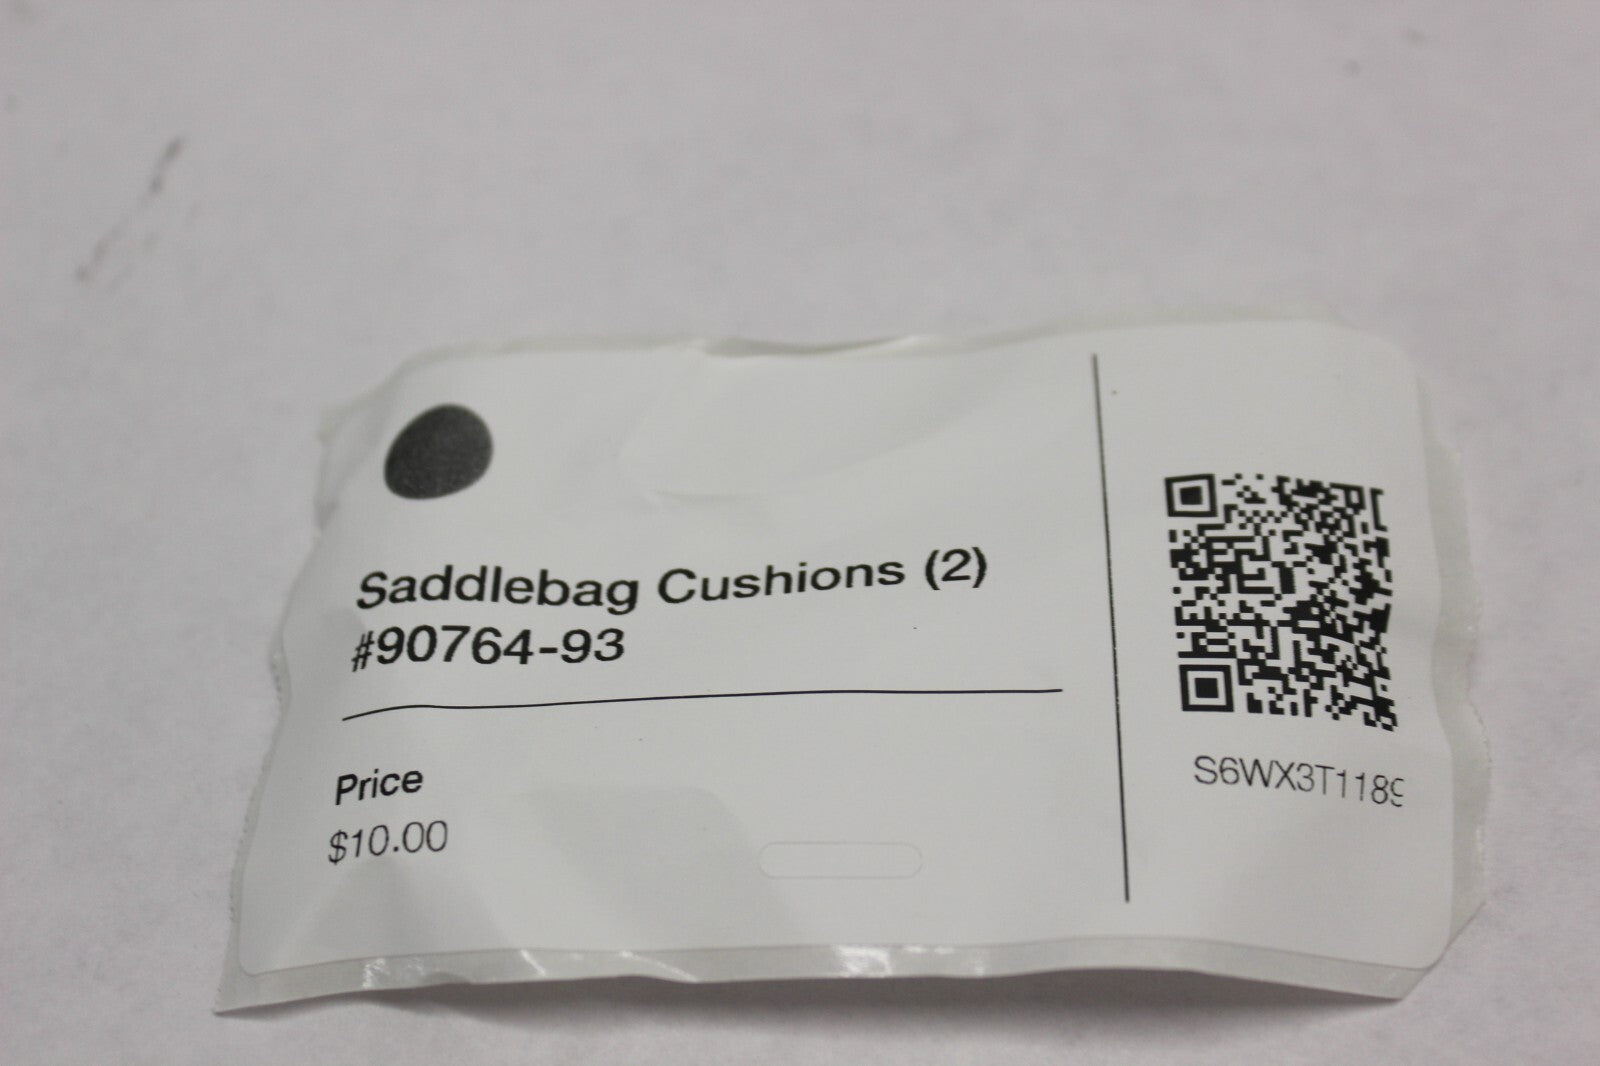 Saddlebag Cushions (2)
#90764-93
Price
$10.00
S6WX3T1189